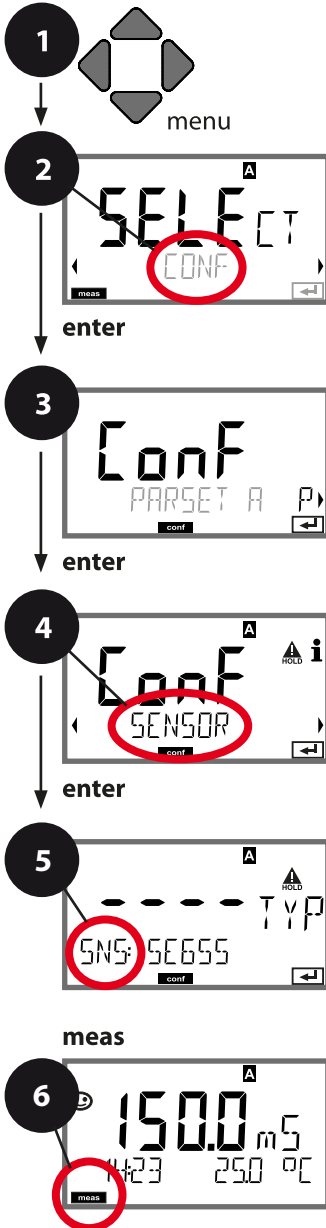 1
menu
2
A
SELECT
CONF
meas
enter
3
ConF
PARSET A P
conf
enter
4
A
ConF
HOLD i
SENSOR
conf
enter
5
A
HOLD
- - - - TYP
SNS: SE655
conf
meas
6
A
150.0 mS
14:23 25.0 °C
meas